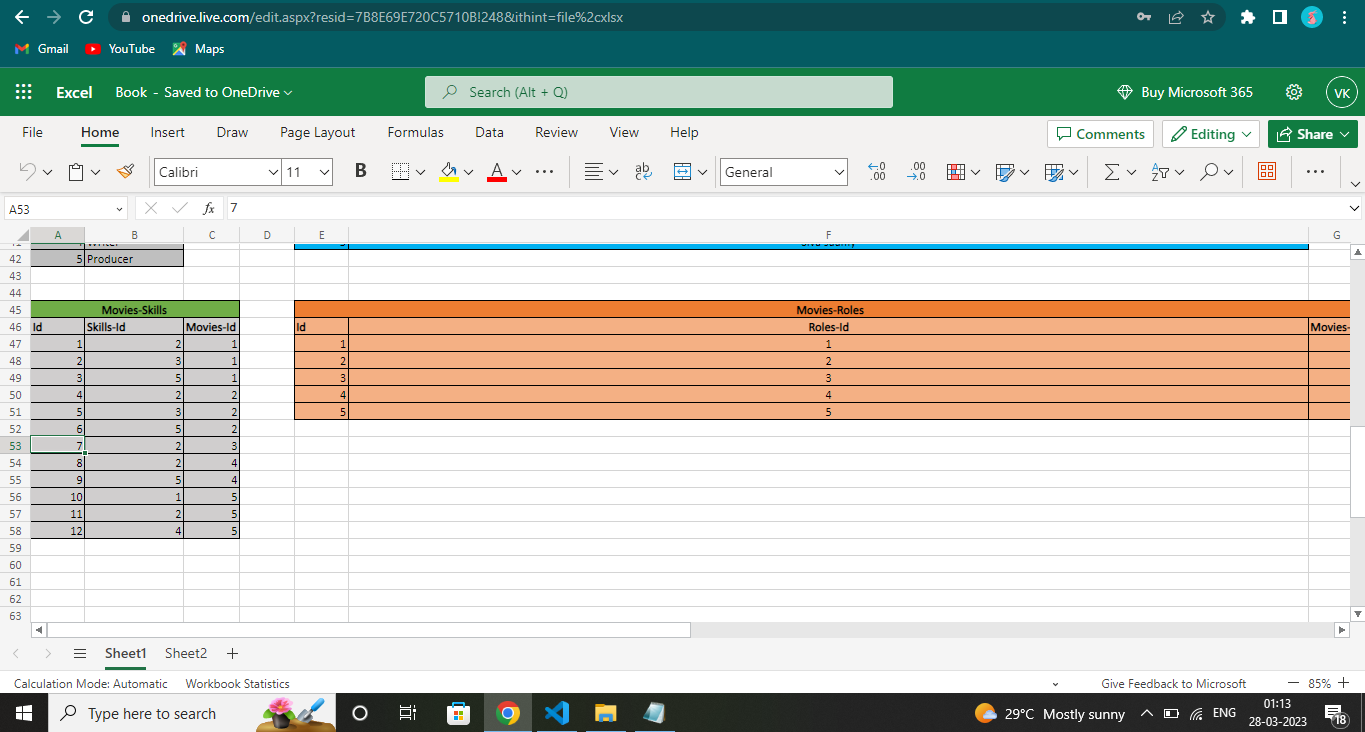 onedrive.live.com/edit.aspx?resid=7B8E69E720C5710B!248&ithint=file%2cxlsx
Gmail YouTube Maps
Excel Book - Saved to OneDrive Search (Alt + Q) Buy Microsoft 365 VK
File Home Insert Draw Page Layout Formulas Data Review View Help Comments Editing Share
Calibri 11 B A ab General .00 .00
A53 fx 7
A B C D E F G
42 5 Producer
43
44
45 Movies-Skills Movies-Roles
46 Id Skills-Id Movies-Id Id Roles-Id Movies-
47 1 2 1 1 1
48 2 3 1 2 2
49 3 5 1 3 3
50 4 2 2 4 4
51 5 3 2 5 5
52 6 5 2
53 7 2 3
54 8 2 4
55 9 5 4
56 10 1 5
57 11 2 5
58 12 4 5
59
60
61
62
63
Sheet1 Sheet2
Calculation Mode: Automatic Workbook Statistics Give Feedback to Microsoft 85%
Type here to search 29°C Mostly sunny ENG 01:13
28-03-2023 18